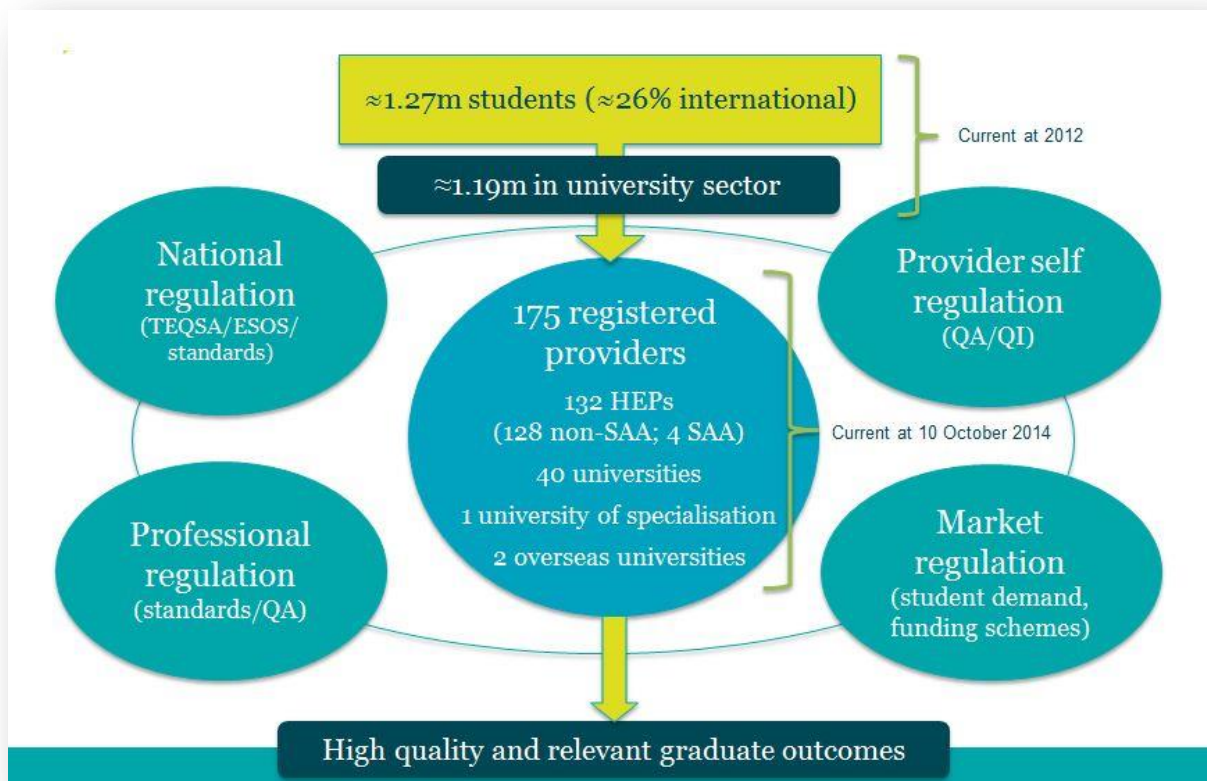 ≈1.27m students (≈26% international)
Current at 2012
≈1.19m in university sector
National
regulation
(TEQSA/ESOS/
standards)
Provider self
regulation
(QA/QI)
175 registered
providers
132 HEPs
(128 non-SAA; 4 SAA)
40 universities
1 university of specialisation
2 overseas universities
Current at 10 October 2014
Professional
regulation
(standards/QA)
Market
regulation
(student demand,
funding schemes)
High quality and relevant graduate outcomes